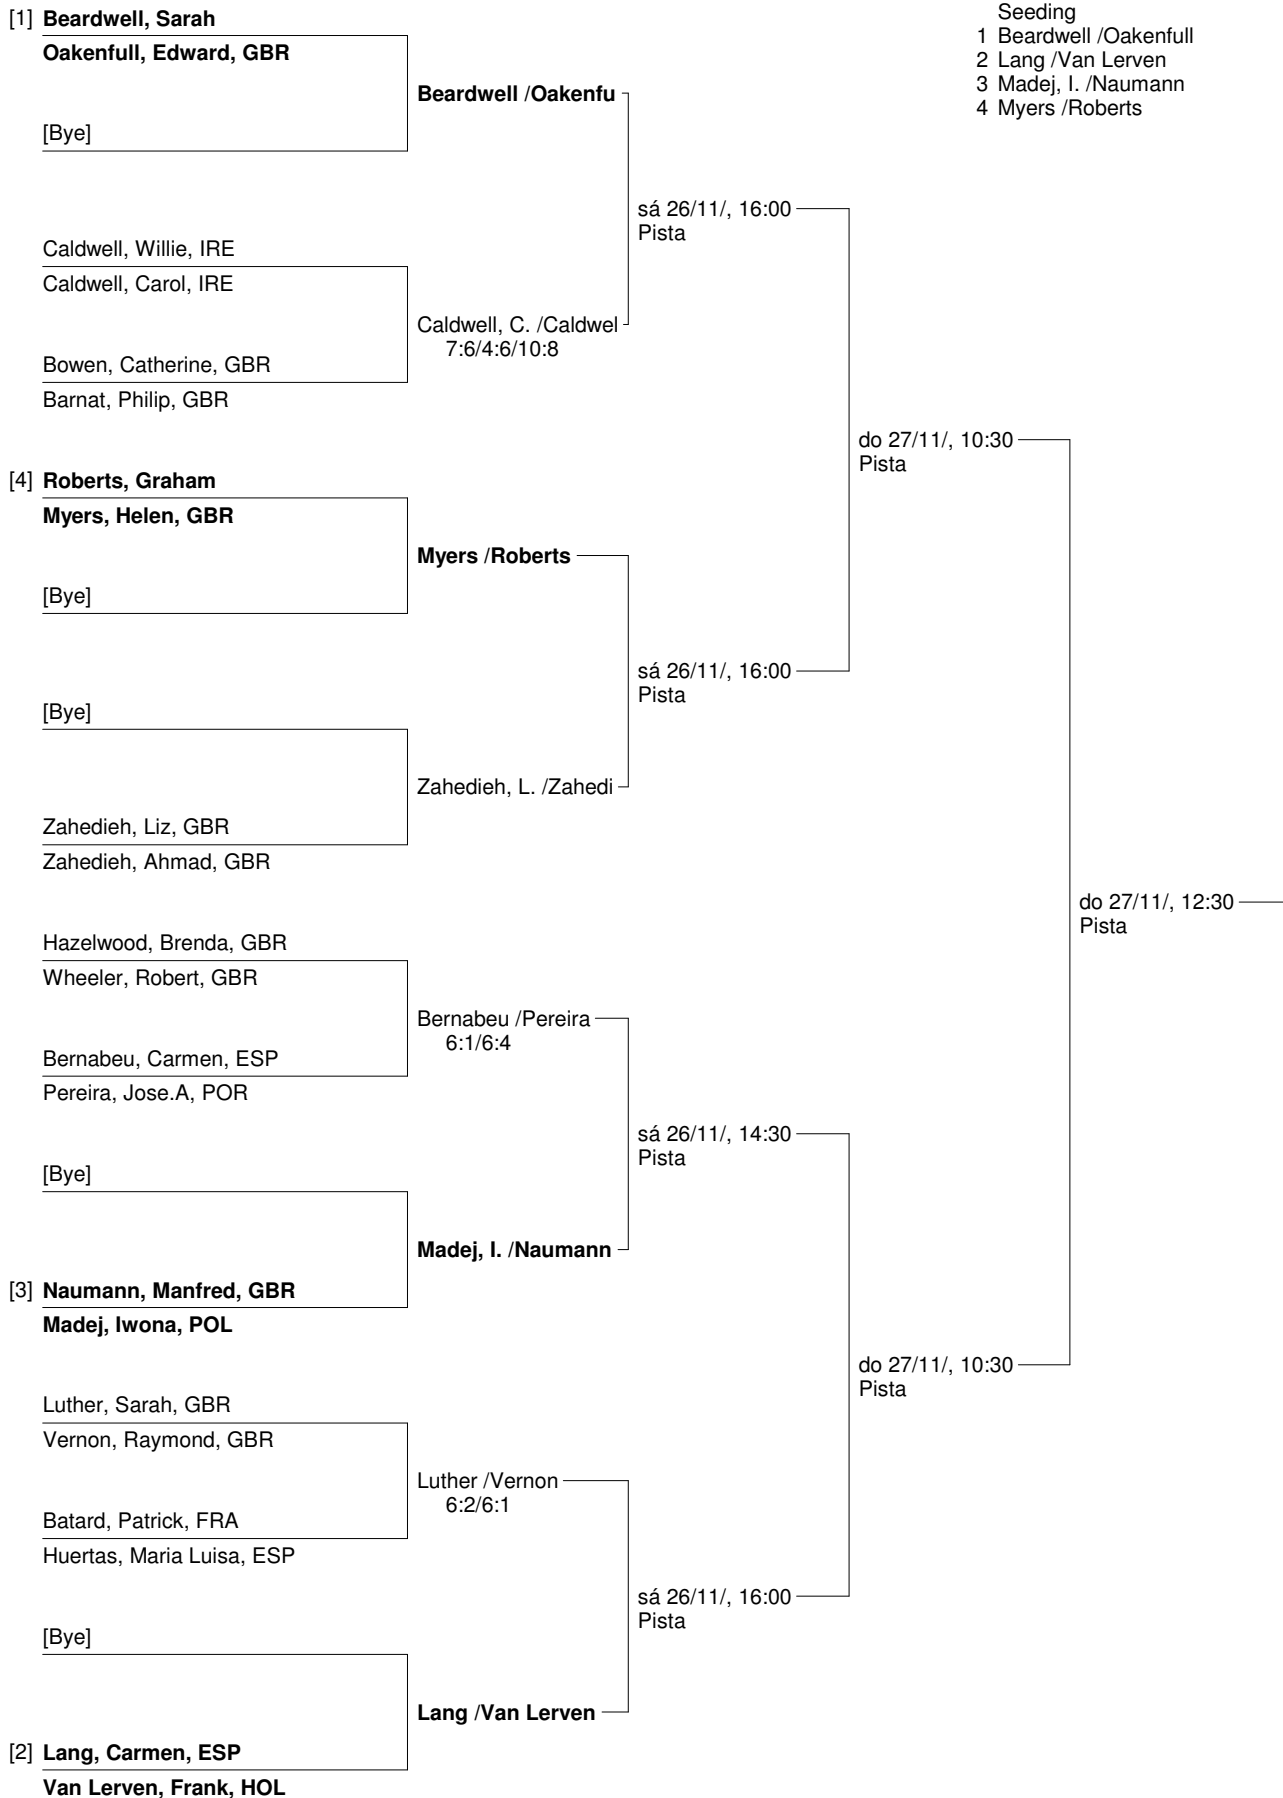 [1] Beardwell, Sarah
Oakenfull, Edward, GBR
Beardwell /Oakenfu
[Bye]
Seeding
1 Beardwell /Oakenfull
2 Lang /Van Lerven
3 Madej, I. /Naumann
4 Myers /Roberts
sá 26/11/, 16:00
Pista
Caldwell, Willie, IRE
Caldwell, Carol, IRE
Caldwell, C. /Caldwel
7:6/4:6/10:8
Bowen, Catherine, GBR
Barnat, Philip, GBR
do 27/11/, 10:30
Pista
[4] Roberts, Graham
Myers, Helen, GBR
Myers /Roberts
[Bye]
sá 26/11/, 16:00
Pista
[Bye]
Zahedieh, L. /Zahedi
Zahedieh, Liz, GBR
Zahedieh, Ahmad, GBR
do 27/11/, 12:30
Pista
Hazelwood, Brenda, GBR
Wheeler, Robert, GBR
Bernabeu /Pereira
6:1/6:4
Bernabeu, Carmen, ESP
Pereira, Jose.A, POR
sá 26/11/, 14:30
Pista
[Bye]
Madej, I. /Naumann
[3] Naumann, Manfred, GBR
Madej, Iwona, POL
do 27/11/, 10:30
Pista
Luther, Sarah, GBR
Vernon, Raymond, GBR
Luther /Vernon
6:2/6:1
Batard, Patrick, FRA
Huertas, Maria Luisa, ESP
sá 26/11/, 16:00
Pista
[Bye]
Lang /Van Lerven
[2] Lang, Carmen, ESP
Van Lerven, Frank, HOL